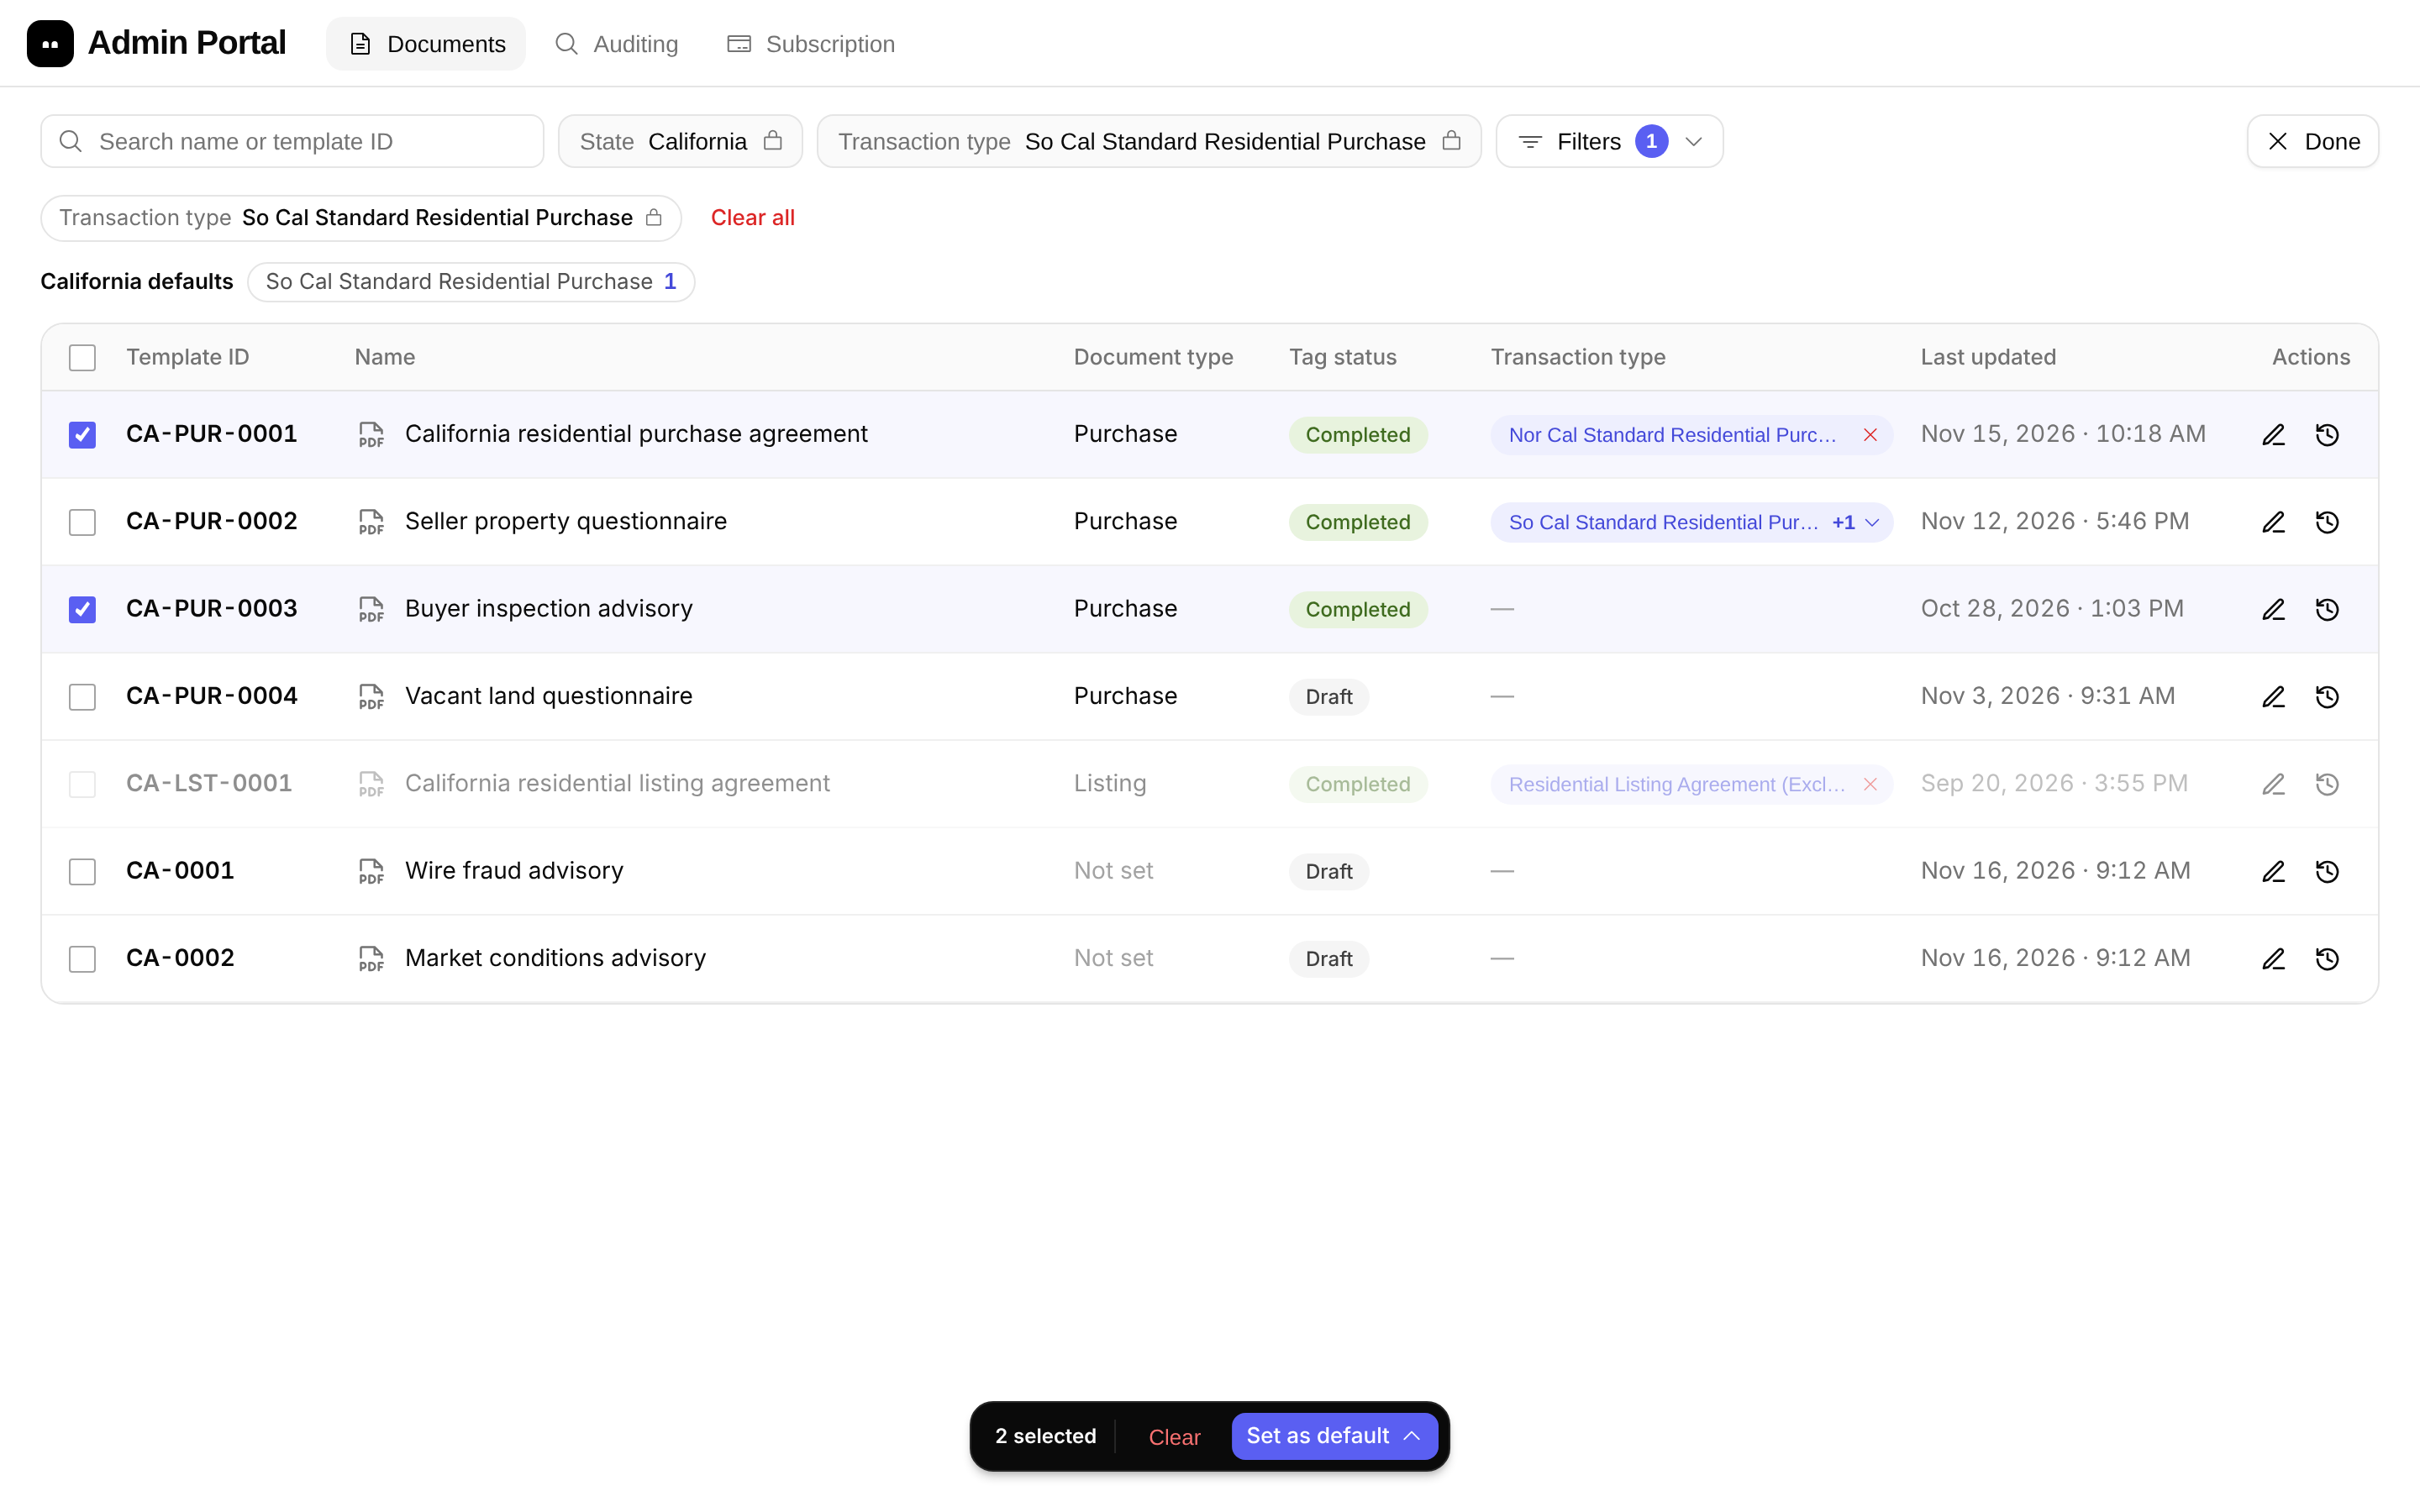 Admin Portal Documents Auditing Subscription
Search name or template ID State California Transaction type So Cal Standard Residential Purchase Filters 1 Done
Transaction type So Cal Standard Residential Purchase Clear all
California defaults So Cal Standard Residential Purchase 1
Template ID Name Document type Tag status Transaction type Last updated Actions
CA-PUR-0001 PDF California residential purchase agreement Purchase Completed Nor Cal Standard Residential Purc… Nov 15, 2026 · 10:18 AM
CA-PUR-0002 PDF Seller property questionnaire Purchase Completed So Cal Standard Residential Pur… +1 Nov 12, 2026 · 5:46 PM
CA-PUR-0003 PDF Buyer inspection advisory Purchase Completed — Oct 28, 2026 · 1:03 PM
CA-PUR-0004 PDF Vacant land questionnaire Purchase Draft — Nov 3, 2026 · 9:31 AM
CA-LST-0001 PDF California residential listing agreement Listing Completed Residential Listing Agreement (Excl… Sep 20, 2026 · 3:55 PM
CA-0001 PDF Wire fraud advisory Not set Draft — Nov 16, 2026 · 9:12 AM
CA-0002 PDF Market conditions advisory Not set Draft — Nov 16, 2026 · 9:12 AM
2 selected Clear Set as default